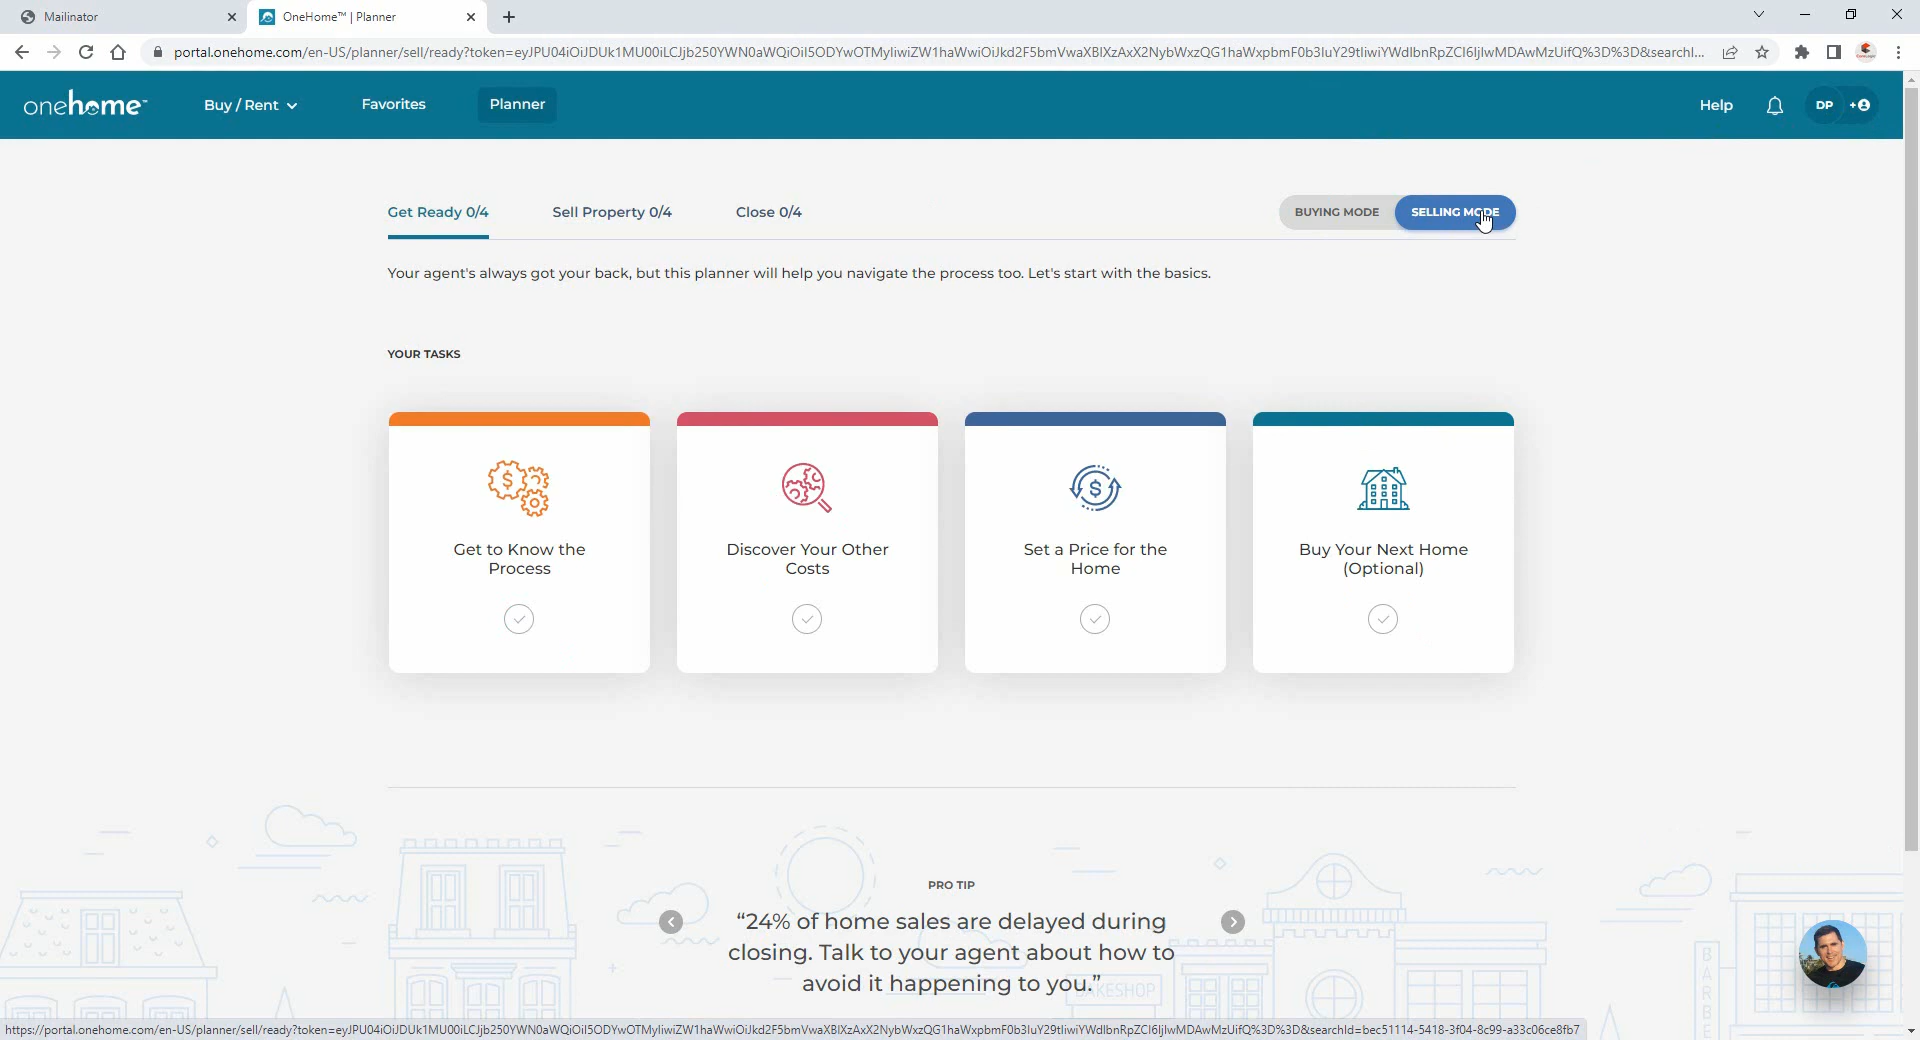 Mailinator
OneHome™ | Planner
portal.onehome.com/en-US/planner/sell/ready?token=eyJPU04iOiJDUk1MU00iLCJjb250YWN0aWQiOiI5ODYwOTMyIiwiZW1haWwiOiJkd2F5bmVwaXBlXzAxX2NybWxzQG1haWxpbmF0b3IuY29tIiwiYWdlbnRpZCI6IjIwMDAwMzUifQ%3D%3D&searchI...
onehome™
Buy / Rent
Favorites
Planner
Help
DP
Get Ready 0/4
Sell Property 0/4
Close 0/4
BUYING MODE
SELLING MODE
Your agent's always got your back, but this planner will help you navigate the process too. Let's start with the basics.
YOUR TASKS
Get to Know the
Process
Discover Your Other
Costs
Set a Price for the
Home
Buy Your Next Home
(Optional)
PRO TIP
“24% of home sales are delayed during
closing. Talk to your agent about how to
avoid it happening to you.”
BAKESHOP
BARBE
https://portal.onehome.com/en-US/planner/sell/ready?token=eyJPU04iOiJDUk1MU00iLCJjb250YWN0aWQiOiI5ODYwOTMyIiwiZW1haWwiOiJkd2F5bmVwaXBlXzAxX2NybWxzQG1haWxpbmF0b3IuY29tIiwiYWdlbnRpZCI6IjIwMDAwMzUifQ%3D%3D&searchId=bec51114-5418-3f04-8c99-a33c06ce8fb7